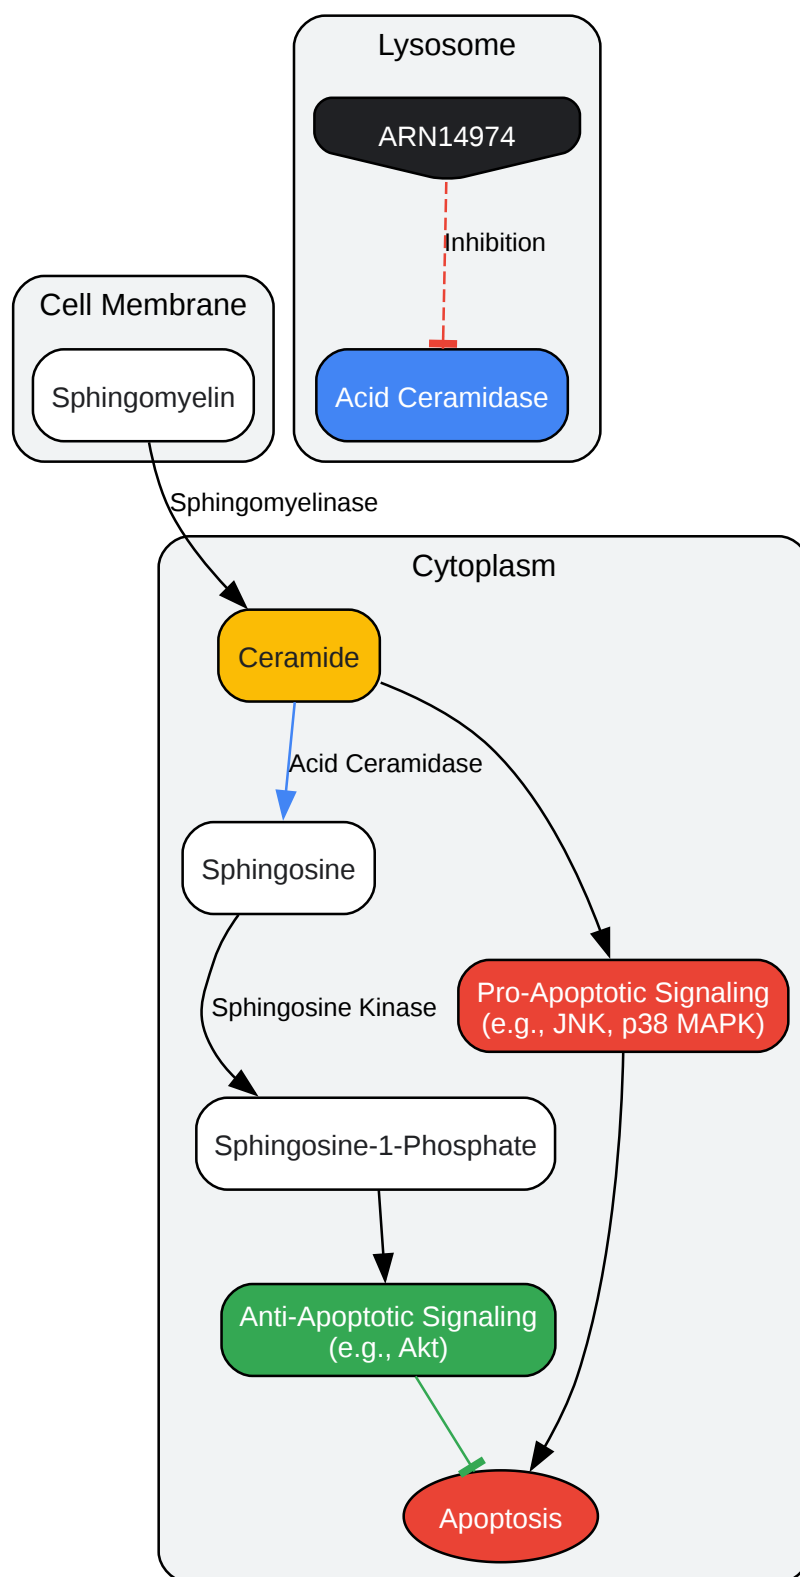 Lysosome
ARN14974
Inhibition
Cell Membrane
Sphingomyelin
Acid Ceramidase
Sphingomyelinase
Cytoplasm
Ceramide
Acid Ceramidase
Sphingosine
Sphingosine Kinase
Pro-Apoptotic Signaling
(e.g., JNK, p38 MAPK)
Sphingosine-1-Phosphate
Anti-Apoptotic Signaling
(e.g., Akt)
Apoptosis